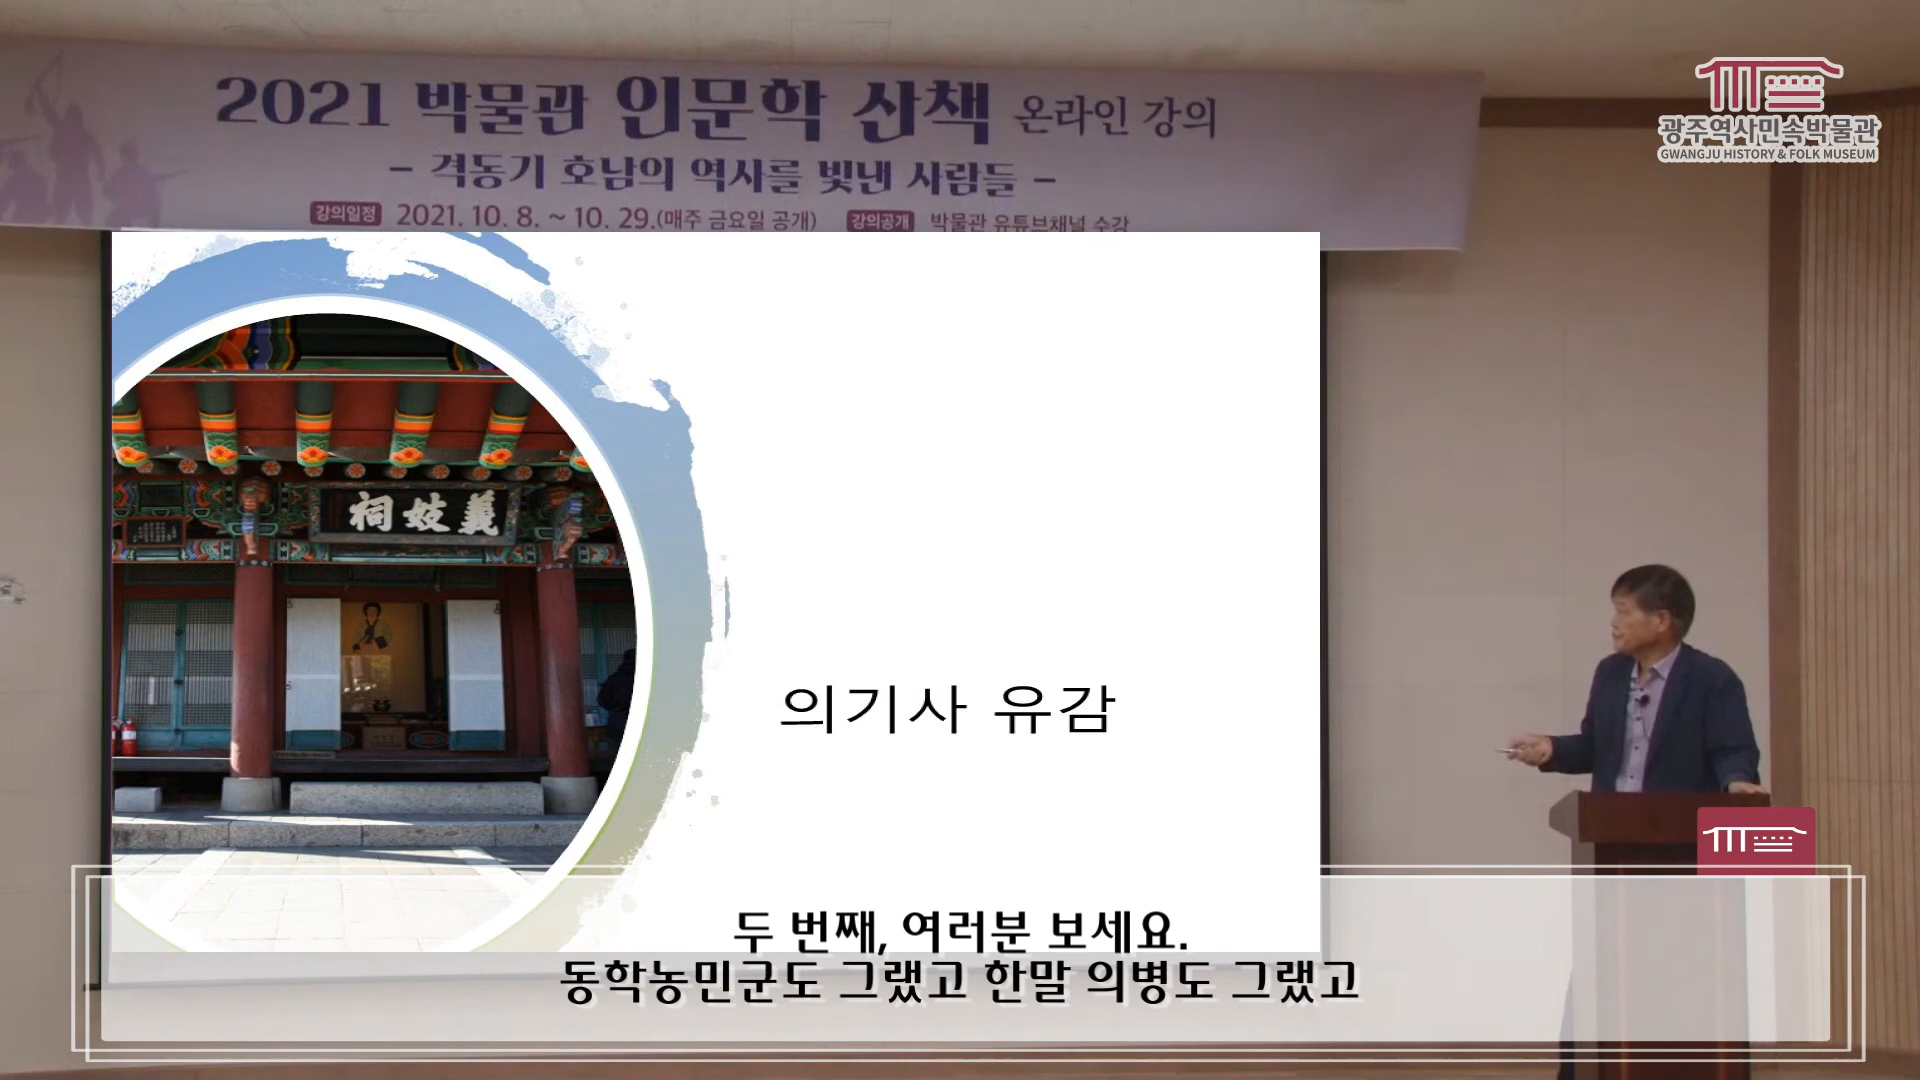 2021 박물관 인문학 산책 온라인 강의
- 격동기 호남의 역사를 빛낸 사람들 -
강의일정 2021. 10. 8. ~ 10. 29.(매주 금요일 공개) 강의공개 박물관 유튜브채널 수강
광주역사민속박물관
GWANGJU HISTORY & FOLK MUSEUM
祠妓義
의기사 유감
두 번째, 여러분 보세요.
동학농민군도 그랬고 한말 의병도 그랬고